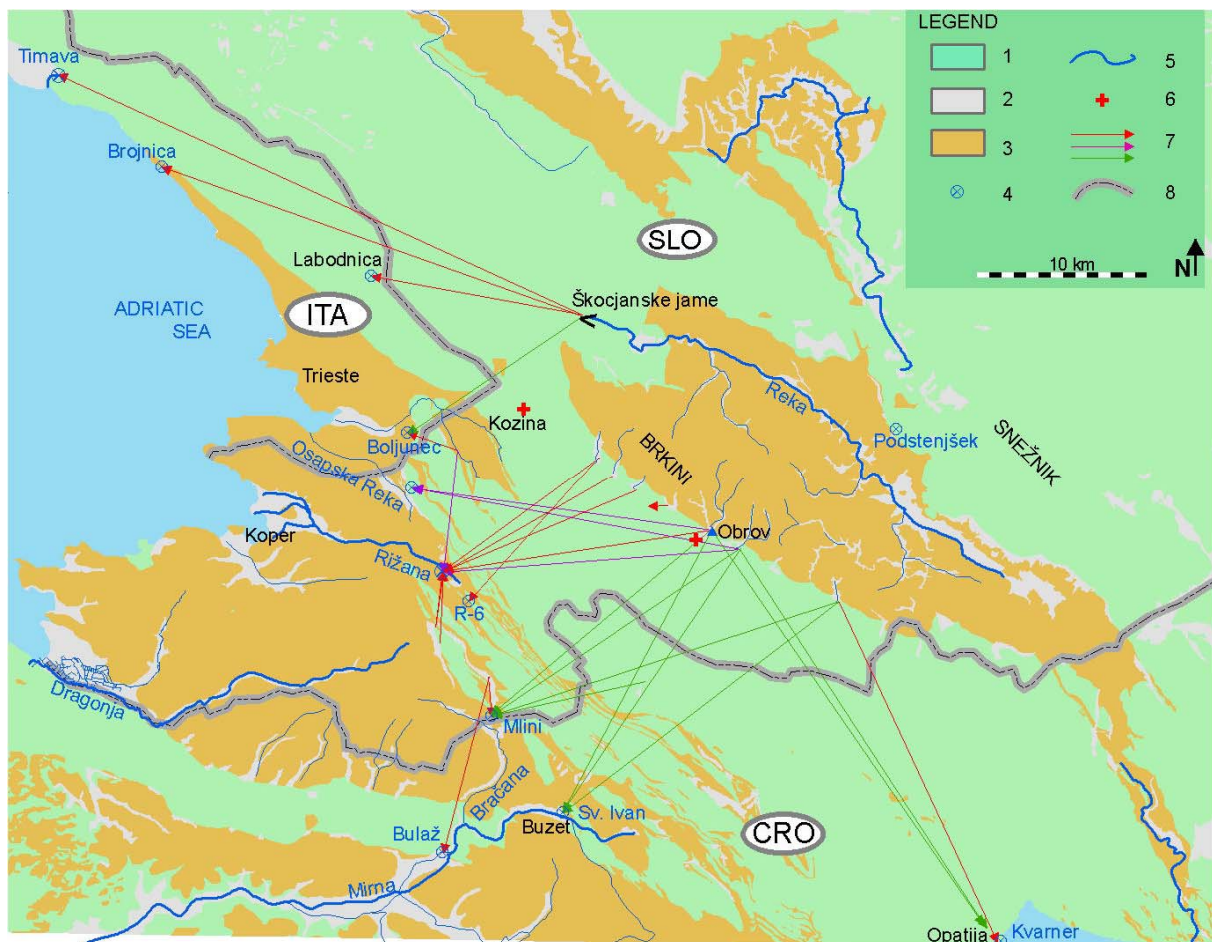 LEGEND
1
2
3
4
5
6
7
8
10 km
N
Timava
Brojnica
Labodnica
SLO
ITA
ADRIATIC
SEA
Škocjanske jame
Trieste
Reka
Kozina
Boljunec
Podstenjšek
SNEŽNIK
BRKINI
Osapska Reka
Obrov
Koper
Rižana
R-6
Dragonja
Mlini
Bračana
Sv. Ivan
Buzet
CRO
Bulaž
Mirna
Opatija
Kvarner